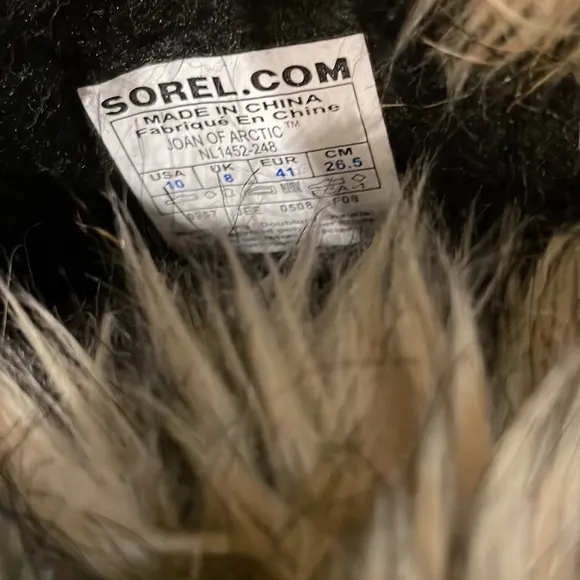 SOREL.COM
MADE IN CHINA
Fabriqué En Chine
JOAN OF ARCTIC™
NL1452-248
USA UK EUR CM
10 8 41 26.5
0508 F08